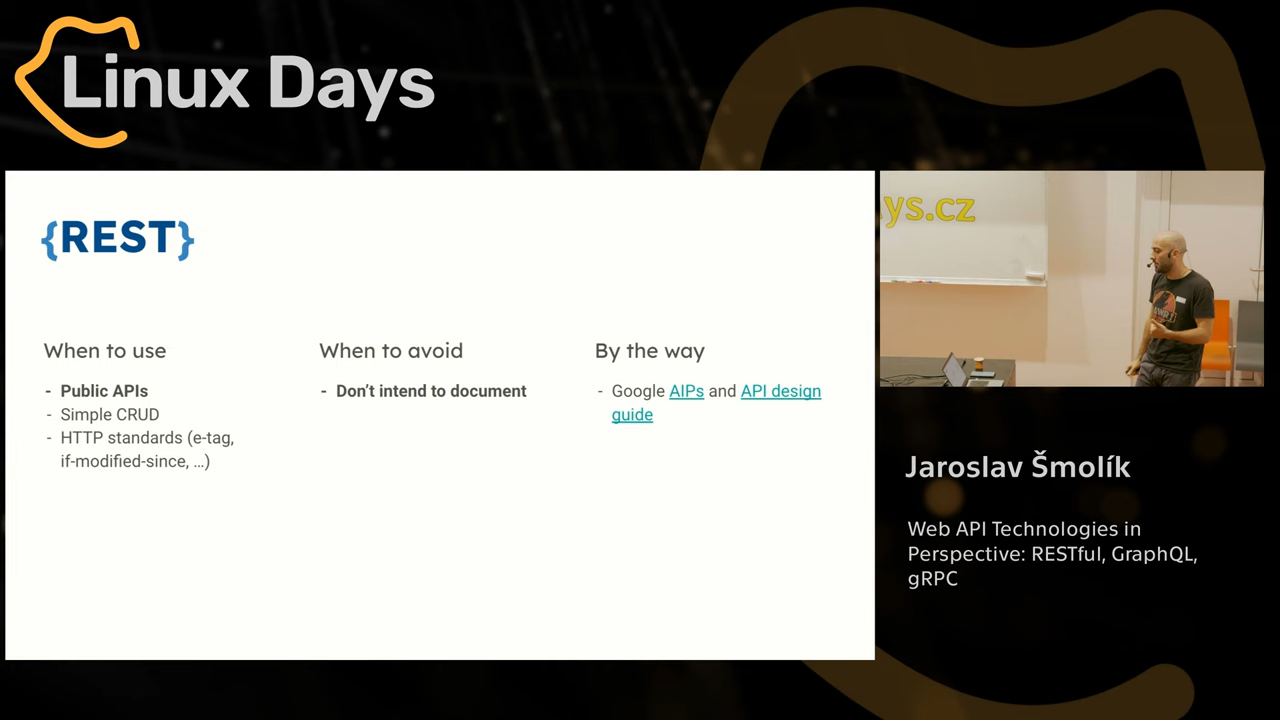 Linux Days
{REST}
When to use
- Public APIs
- Simple CRUD
- HTTP standards (e-tag,
if-modified-since, ...)
When to avoid
- Don't intend to document
By the way
- Google AIPs and API design
guide
ys.cz
Jaroslav Šmolík
Web API Technologies in
Perspective: RESTful, GraphQL,
gRPC